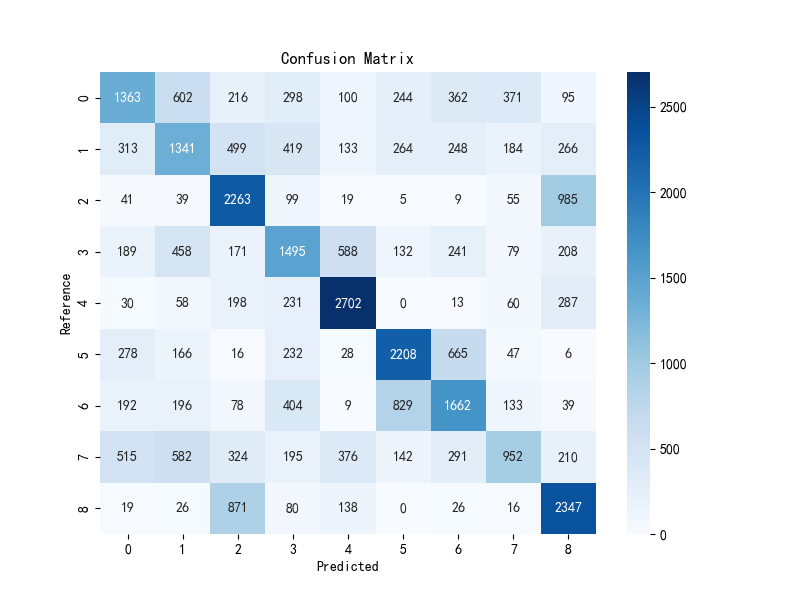 Confusion Matrix
0 1363 602 216 298 100 244 362 371 95
1 313 1341 499 419 133 264 248 184 266
2 41 39 2263 99 19 5 9 55 985
3 189 458 171 1495 588 132 241 79 208
4 30 58 198 231 2702 0 13 60 287
5 278 166 16 232 28 2208 665 47 6
6 192 196 78 404 9 829 1662 133 39
7 515 582 324 195 376 142 291 952 210
8 19 26 871 80 138 0 26 16 2347
0 1 2 3 4 5 6 7 8
Predicted
Reference
2500
2000
1500
1000
500
0